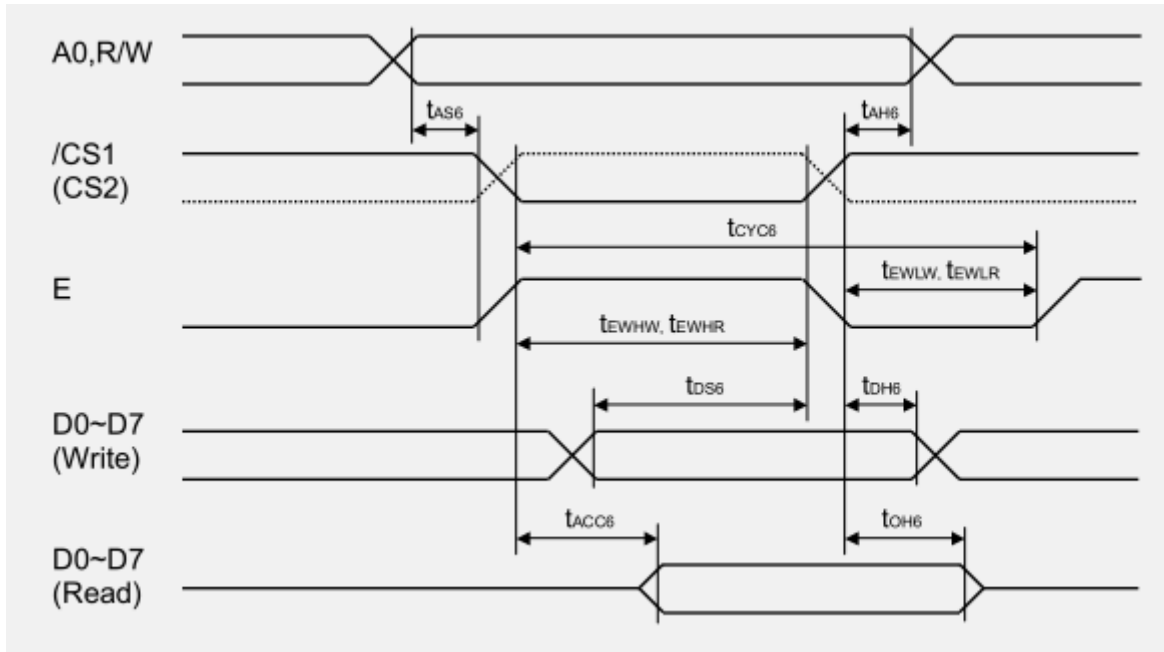 A0,R/W
tAS6
tAH6
/CS1
(CS2)
tCYC6
tEWLW, tEWLR
E
tEWHW, tEWHR
tDS6
tDH6
D0~D7
(Write)
tACC6
tOH6
D0~D7
(Read)